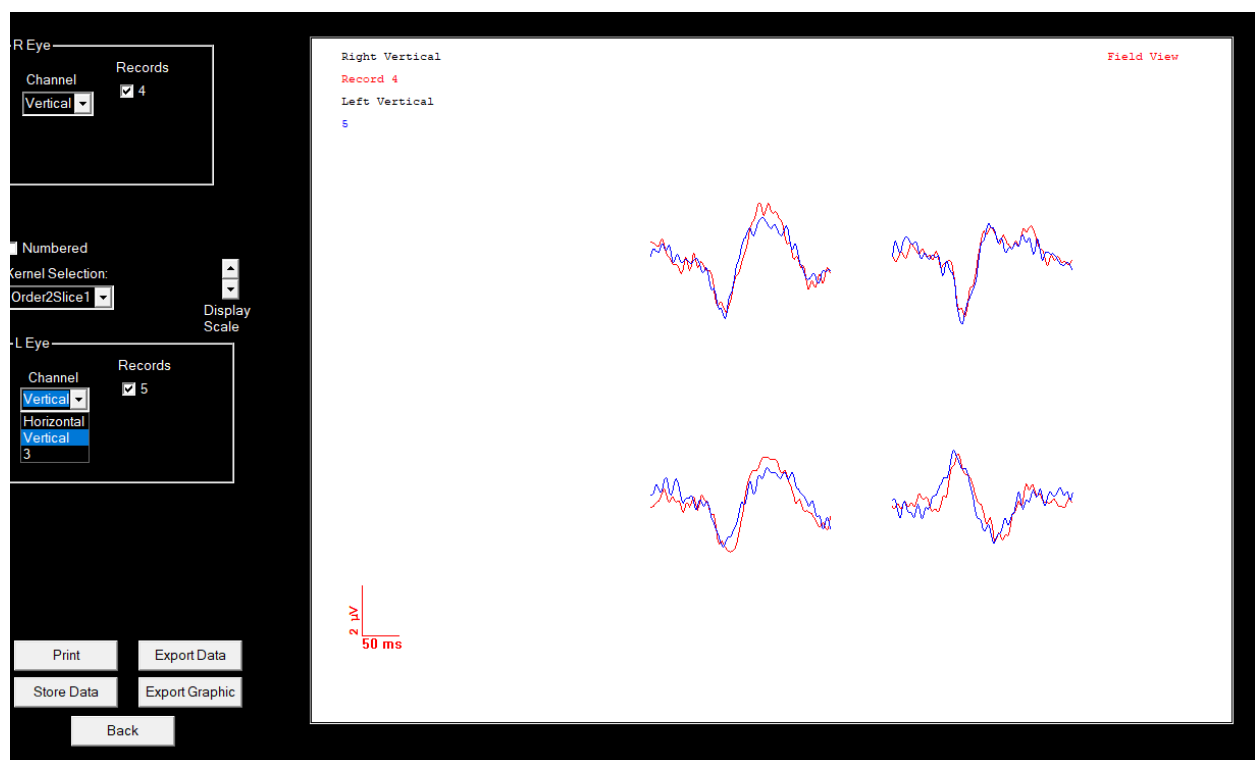 R Eye
Channel
Records
Vertical
4
Numbered
Kernel Selection:
Order2Slice1
Display
Scale
L Eye
Channel
Records
Vertical
5
Horizontal
Vertical
3
Print
Export Data
Store Data
Export Graphic
Back
Right Vertical
Field View
Record 4
Left Vertical
5
2 µV
50 ms